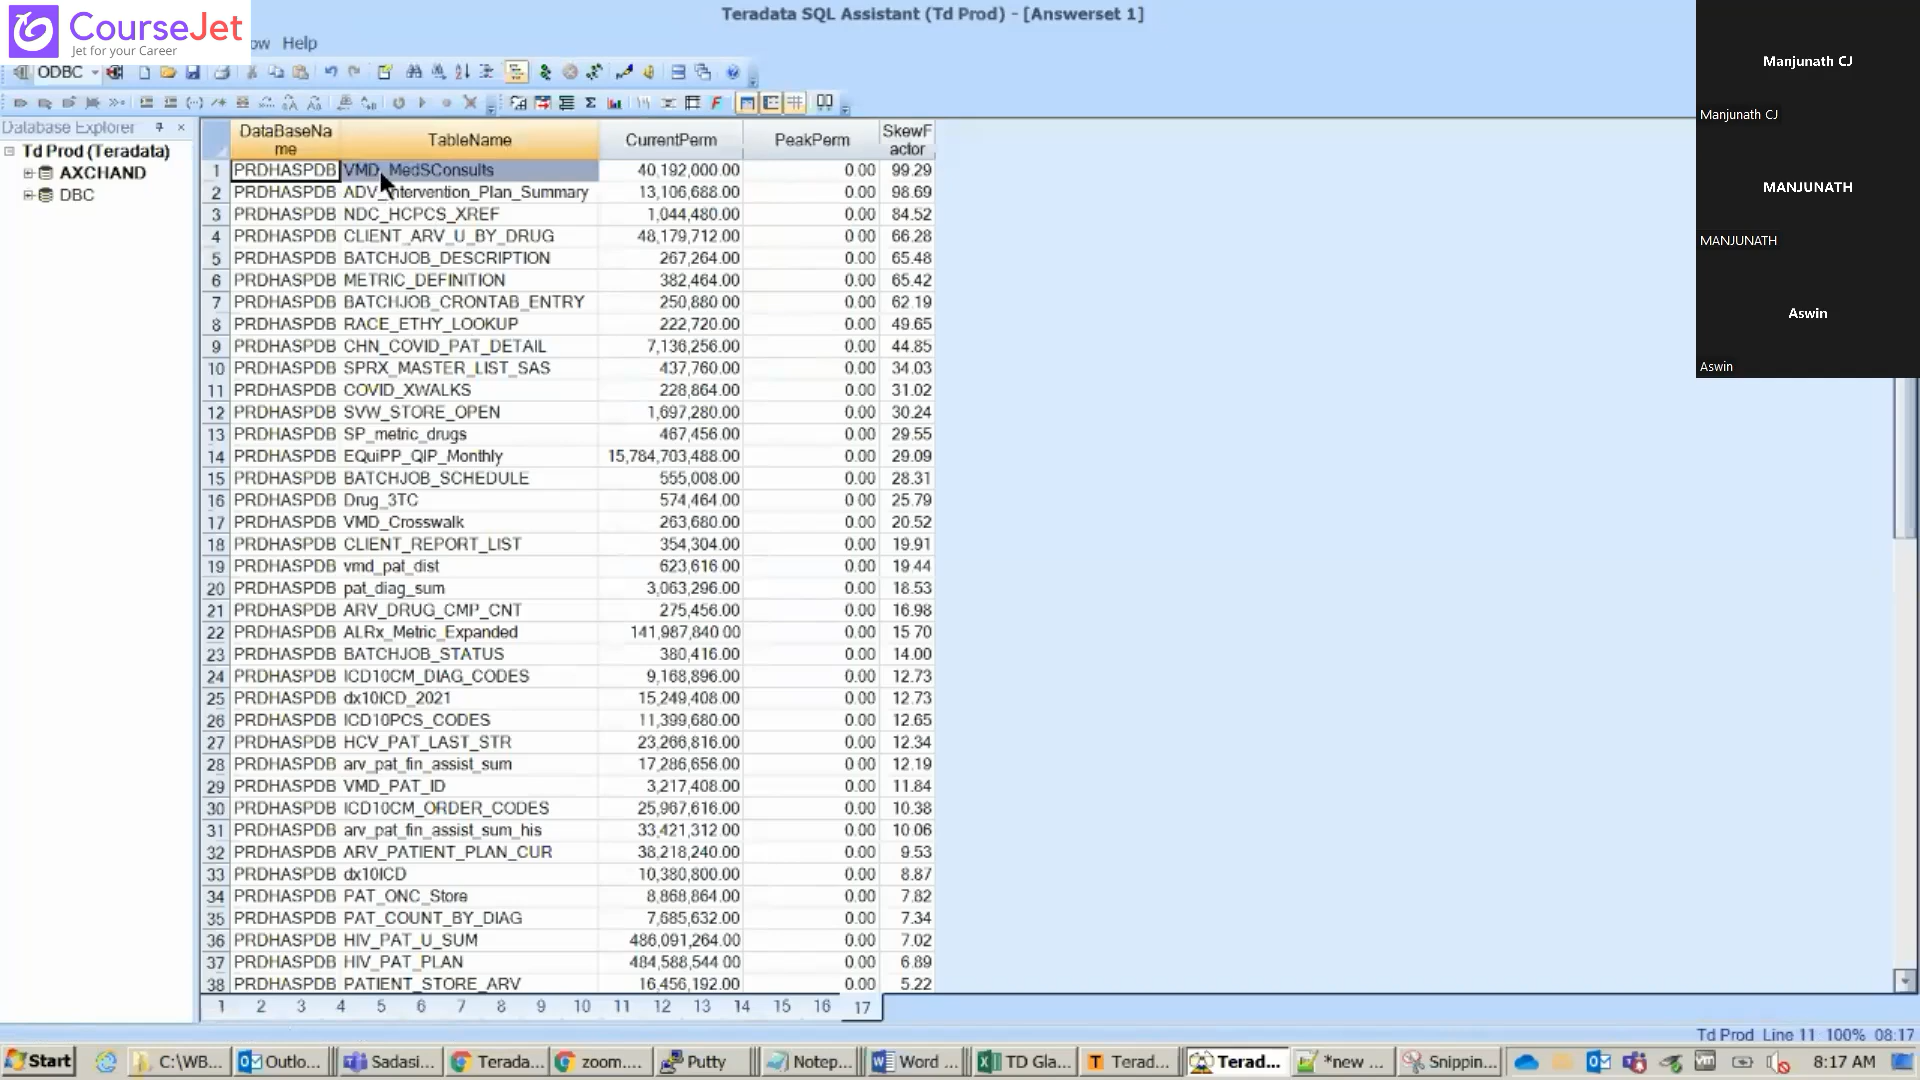 CourseJet
Jet for your Career
Teradata SQL Assistant (Td Prod) - [Answerset 1]
ow Help
ODBC
Database Explorer
Td Prod (Teradata)
AXCHAND
DBC
DataBaseName TableName CurrentPerm PeakPerm SkewFactor
1 PRDHASPDB VMD_MedSConsults 40,192,000.00 0.00 99.29
2 PRDHASPDB ADV_Intervention_Plan_Summary 13,106,688.00 0.00 98.69
3 PRDHASPDB NDC_HCPCS_XREF 1,044,480.00 0.00 84.52
4 PRDHASPDB CLIENT_ARV_U_BY_DRUG 48,179,712.00 0.00 66.28
5 PRDHASPDB BATCHJOB_DESCRIPTION 267,264.00 0.00 65.48
6 PRDHASPDB METRIC_DEFINITION 382,464.00 0.00 65.42
7 PRDHASPDB BATCHJOB_CRONTAB_ENTRY 250,880.00 0.00 62.19
8 PRDHASPDB RACE_ETHY_LOOKUP 222,720.00 0.00 49.65
9 PRDHASPDB CHN_COVID_PAT_DETAIL 7,136,256.00 0.00 44.85
10 PRDHASPDB SPRX_MASTER_LIST_SAS 437,760.00 0.00 34.03
11 PRDHASPDB COVID_XWALKS 228,864.00 0.00 31.02
12 PRDHASPDB SVW_STORE_OPEN 1,697,280.00 0.00 30.24
13 PRDHASPDB SP_metric_drugs 467,456.00 0.00 29.55
14 PRDHASPDB EQuiPP_QIP_Monthly 15,784,703,488.00 0.00 29.09
15 PRDHASPDB BATCHJOB_SCHEDULE 555,008.00 0.00 28.31
16 PRDHASPDB Drug_3TC 574,464.00 0.00 25.79
17 PRDHASPDB VMD_Crosswalk 263,680.00 0.00 20.52
18 PRDHASPDB CLIENT_REPORT_LIST 354,304.00 0.00 19.91
19 PRDHASPDB vmd_pat_dist 623,616.00 0.00 19.44
20 PRDHASPDB pat_diag_sum 3,063,296.00 0.00 18.53
21 PRDHASPDB ARV_DRUG_CMP_CNT 275,456.00 0.00 16.98
22 PRDHASPDB ALRx_Metric_Expanded 141,987,840.00 0.00 15.70
23 PRDHASPDB BATCHJOB_STATUS 380,416.00 0.00 14.00
24 PRDHASPDB ICD10CM_DIAG_CODES 9,168,896.00 0.00 12.73
25 PRDHASPDB dx10ICD_2021 15,249,408.00 0.00 12.73
26 PRDHASPDB ICD10PCS_CODES 11,399,680.00 0.00 12.65
27 PRDHASPDB HCV_PAT_LAST_STR 23,266,816.00 0.00 12.34
28 PRDHASPDB arv_pat_fin_assist_sum 17,286,656.00 0.00 12.19
29 PRDHASPDB VMD_PAT_ID 3,217,408.00 0.00 11.84
30 PRDHASPDB ICD10CM_ORDER_CODES 25,967,616.00 0.00 10.38
31 PRDHASPDB arv_pat_fin_assist_sum_his 33,421,312.00 0.00 10.06
32 PRDHASPDB ARV_PATIENT_PLAN_CUR 38,218,240.00 0.00 9.53
33 PRDHASPDB dx10ICD 10,380,800.00 0.00 8.87
34 PRDHASPDB PAT_ONC_Store 8,868,864.00 0.00 7.82
35 PRDHASPDB PAT_COUNT_BY_DIAG 7,685,632.00 0.00 7.34
36 PRDHASPDB HIV_PAT_U_SUM 486,091,264.00 0.00 7.02
37 PRDHASPDB HIV_PAT_PLAN 484,588,544.00 0.00 6.89
38 PRDHASPDB PATIENT_STORE_ARV 16,456,192.00 0.00 5.22
1 2 3 4 5 6 7 8 9 10 11 12 13 14 15 16 17
Manjunath CJ
Manjunath CJ
MANJUNATH
MANJUNATH
Aswin
Aswin
Td Prod Line 11 100% 08:17
Start C:\WB... Outlo... Sadasi... Terada... zoom.... Putty Notep... Word ... TD Gla... Terad... Terad... *new ... Snippin... 8:17 AM